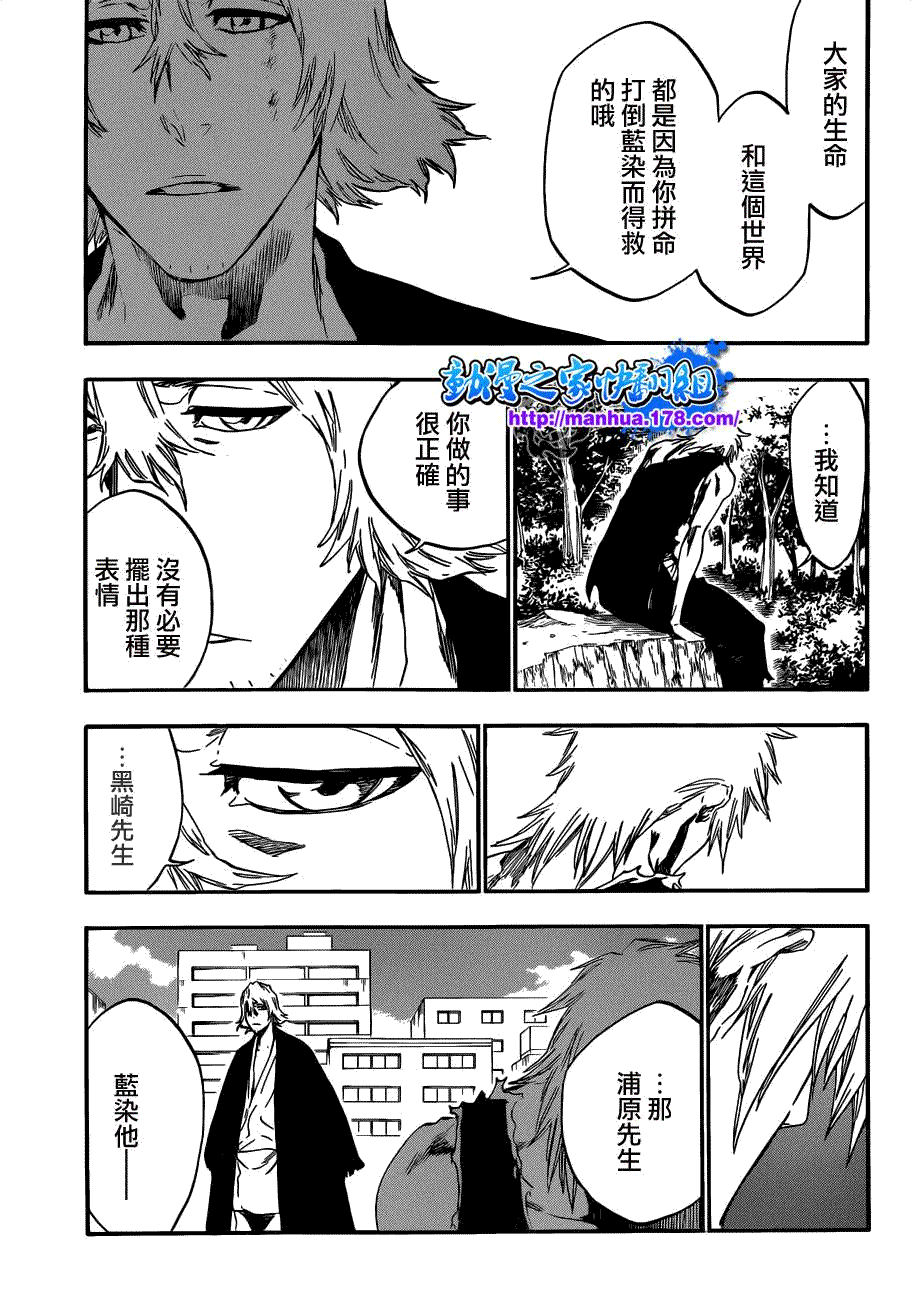 大家的生命
和這個世界
都是因為你拼命
打倒藍染而得救
的哦
動漫之家快翻組
http://manhua.178.com/
…我知道
你做的事
很正確
沒有必要
擺出那種
表情
…黑崎先生
…那
浦原先生
藍染他——